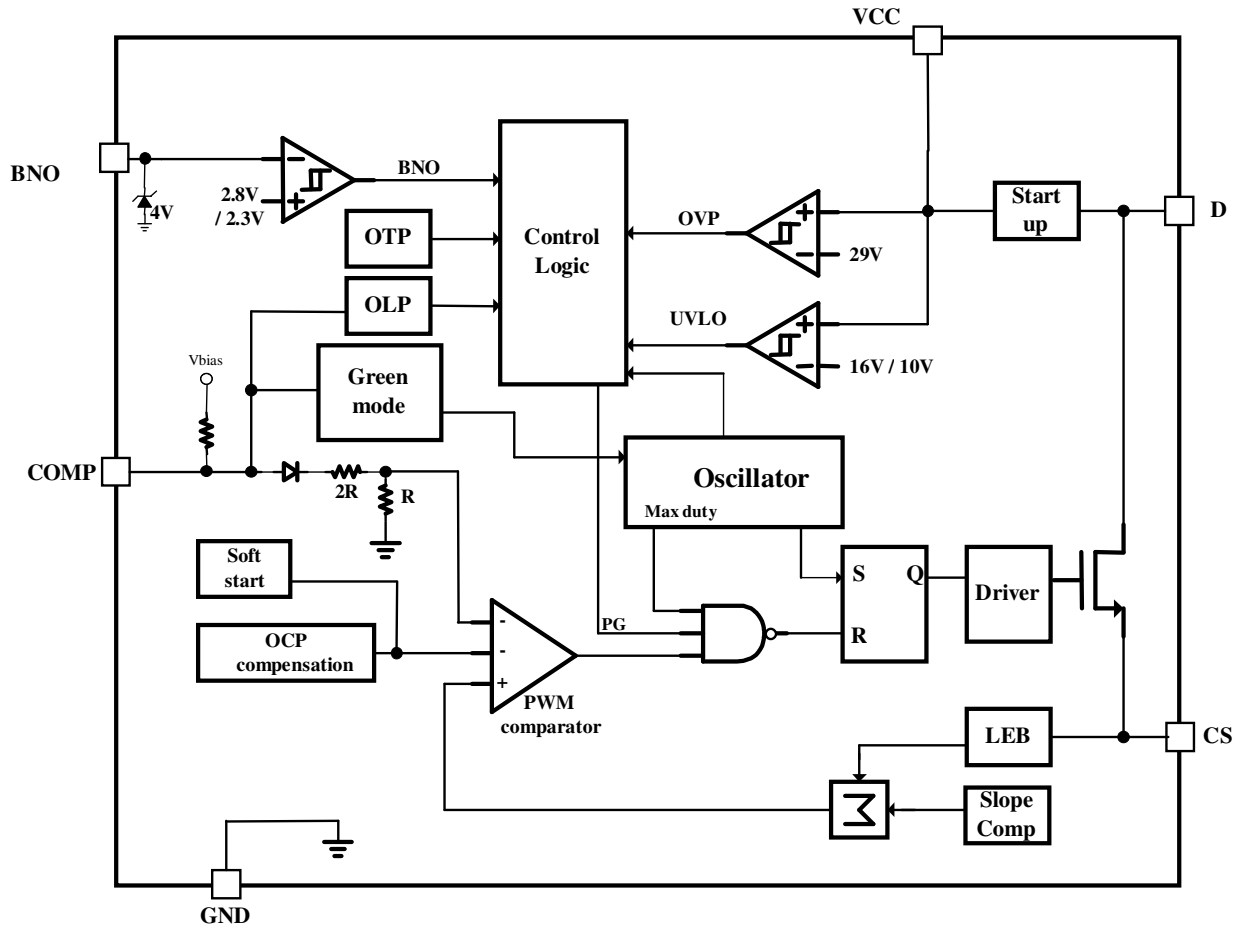 VCC
BNO
BNO
2.8V
/ 2.3V
4V
OTP
OLP
Control
Logic
OVP
29V
Start
up
D
UVLO
16V / 10V
Vbias
Green
mode
COMP
2R
R
Oscillator
Max duty
Soft
start
OCP
compensation
PG
-
-
+
PWM
comparator
S
Q
R
Driver
LEB
CS
Σ
Slope
Comp
GND